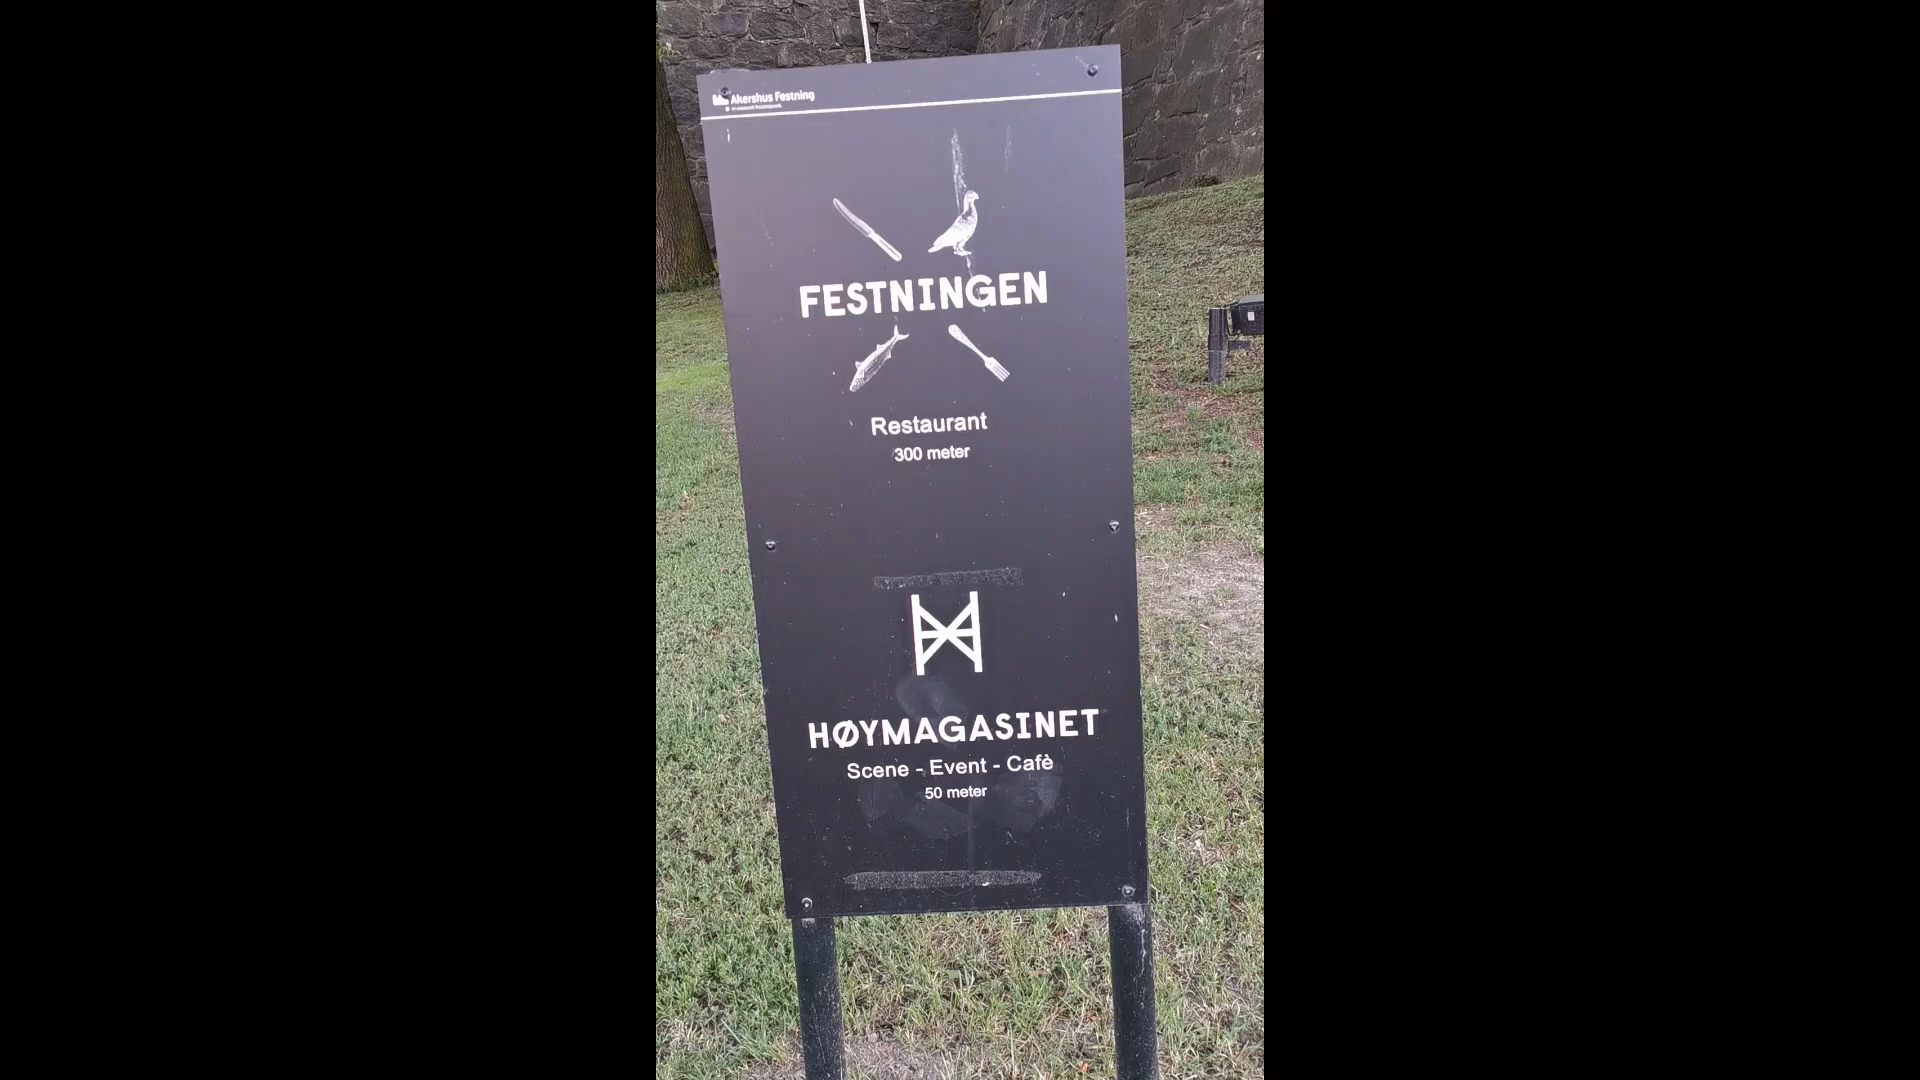 Akershus Festning
FESTNINGEN
Restaurant
300 meter
HØYMAGASINET
Scene - Event - Cafè
50 meter